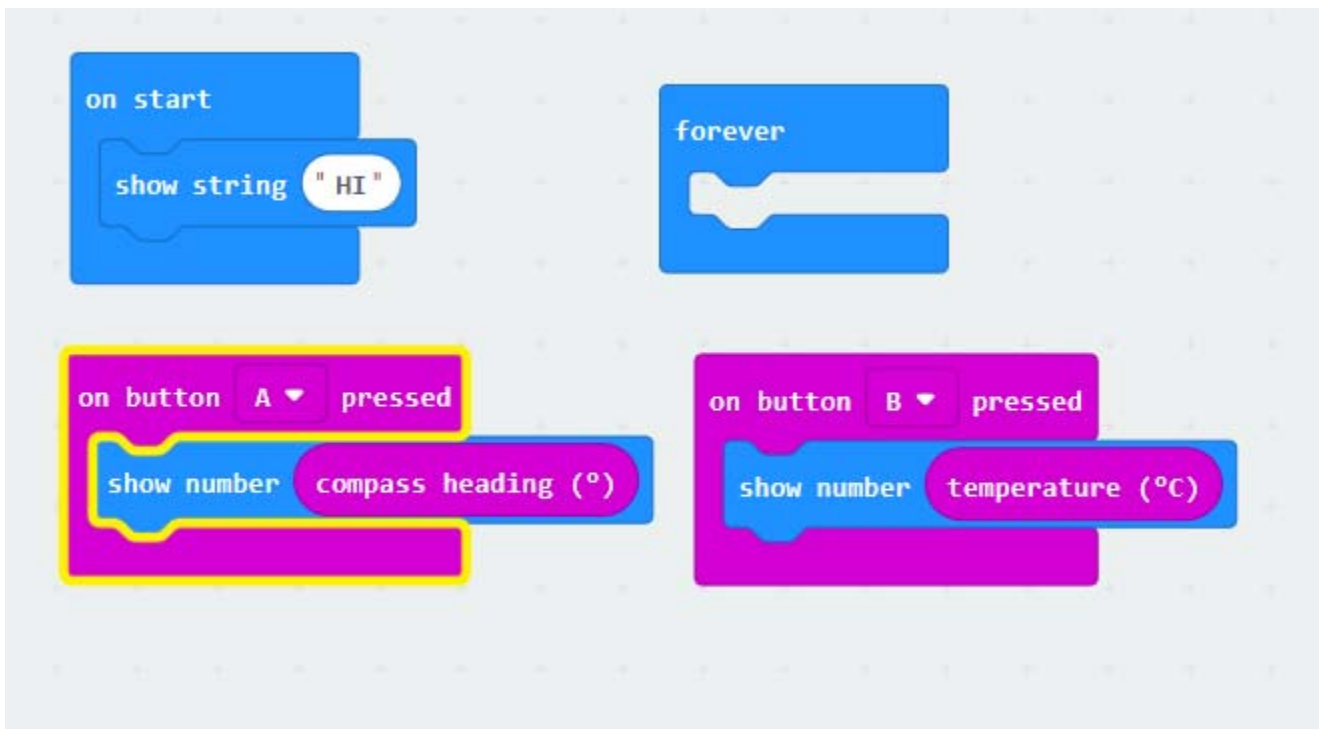 on start
show string "HI"
forever
on button A pressed
show number compass heading (°)
on button B pressed
show number temperature (°C)